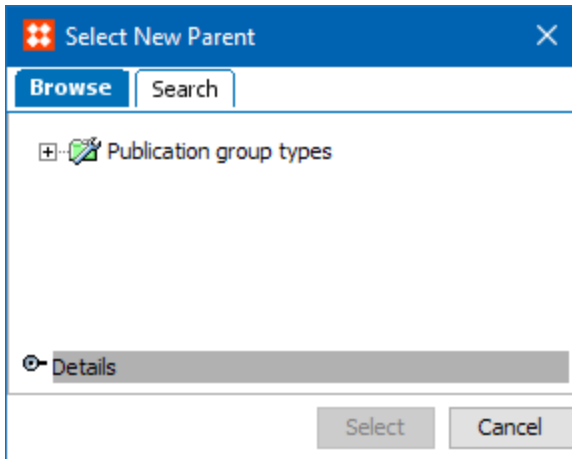 Select New Parent
Browse Search
Publication group types
Details
Select Cancel